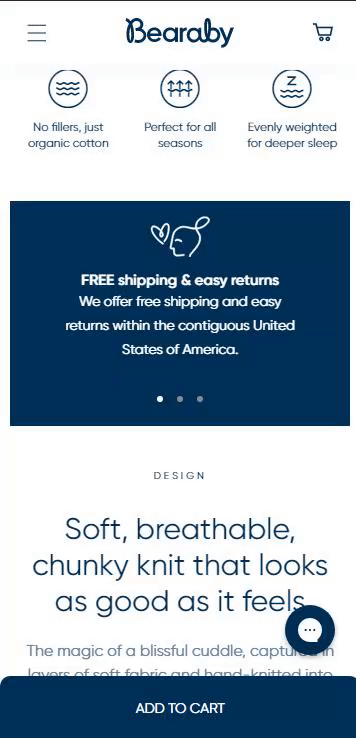 Bearaby
No fillers, just
organic cotton
Perfect for all
seasons
Z
Evenly weighted
for deeper sleep
FREE shipping & easy returns
We offer free shipping and easy
returns within the contiguous United
States of America.
DESIGN
Soft, breathable,
chunky knit that looks
as good as it feels
The magic of a blissful cuddle, captured in
layers of soft fabric and hand-knitted into
ADD TO CART